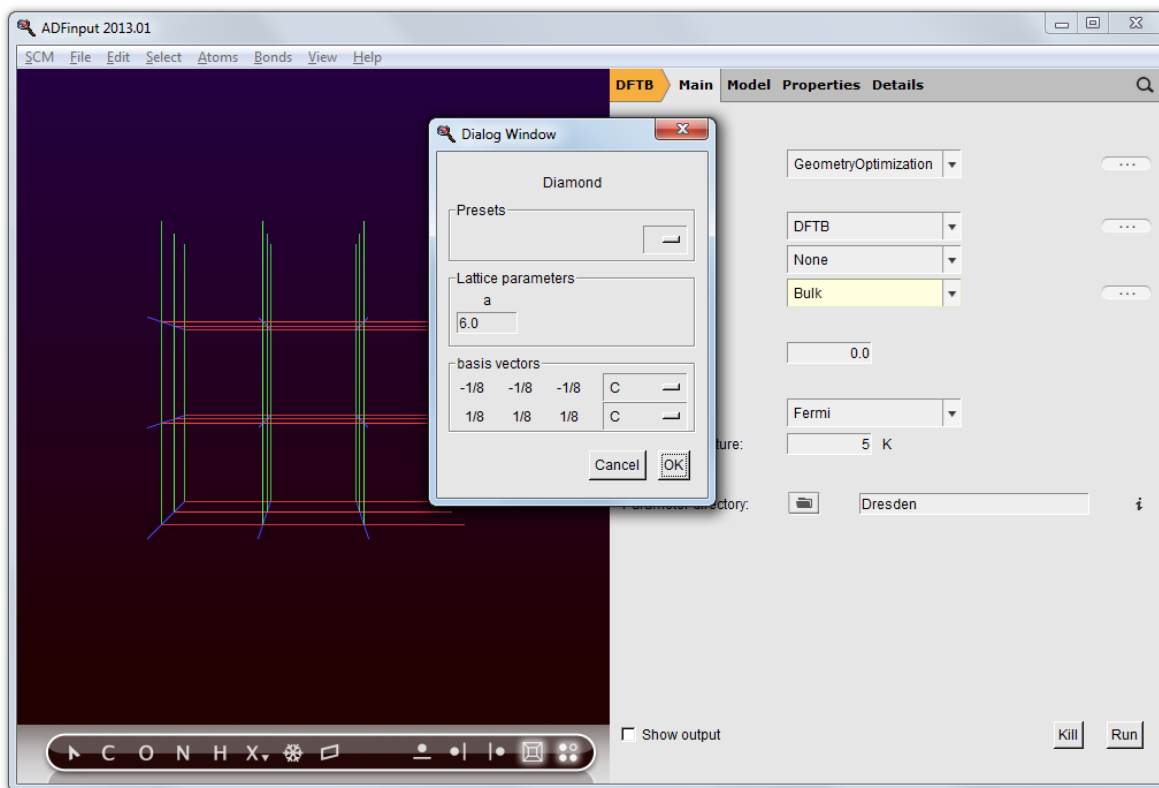 ADFinput 2013.01
SCM File Edit Select Atoms Bonds View Help
DFTB Main Model Properties Details
Dialog Window
Diamond
Presets
Lattice parameters
a
6.0
basis vectors
-1/8 -1/8 -1/8 C
1/8 1/8 1/8 C
Cancel OK
GeometryOptimization
DFTB
None
Bulk
0.0
Fermi
ture: 5 K
directory: Dresden i
Show output Kill Run
C O N H X